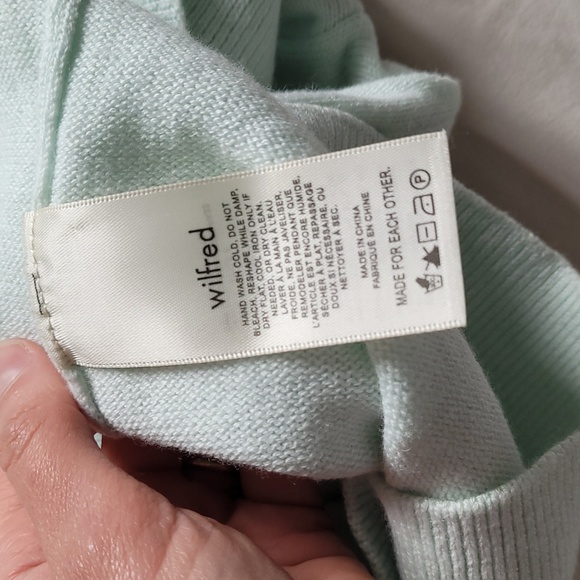 wilfred
HAND WASH COLD, DO NOT
BLEACH, RESHAPE WHILE DAMP,
DRY FLAT, COOL IRON ONLY IF
NEEDED, OR DRY CLEAN.
LAVER À LA MAIN À L'EAU
FROIDE, NE PAS JAVELISER,
REMODELER PENDANT QUE
L'ARTICLE EST ENCORE HUMIDE,
SÉCHER À PLAT, REPASSAGE
DOUX SI NÉCESSAIRE, OU
NETTOYER À SEC.
MADE IN CHINA
FABRIQUÉ EN CHINE
MADE FOR EACH OTHER.
P